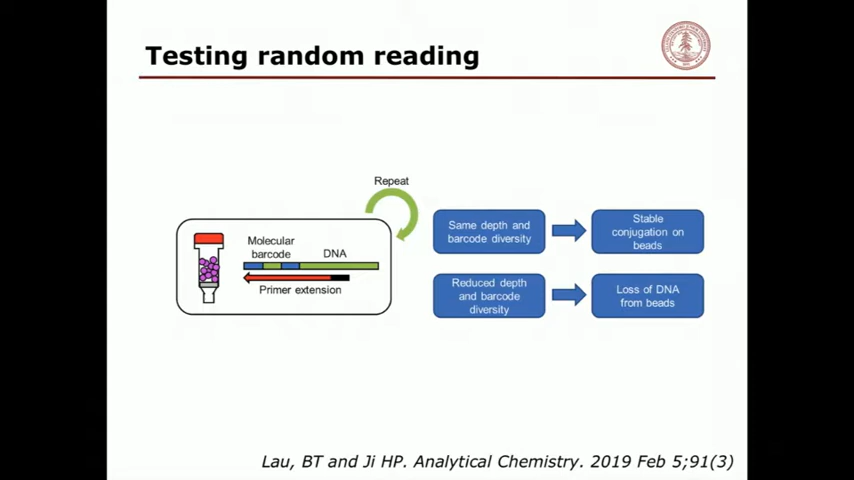 Testing random reading
Repeat
Molecular
barcode
DNA
Primer extension
Same depth and
barcode diversity
Stable
conjugation on
beads
Reduced depth
and barcode
diversity
Loss of DNA
from beads
Lau, BT and Ji HP. Analytical Chemistry. 2019 Feb 5;91(3)